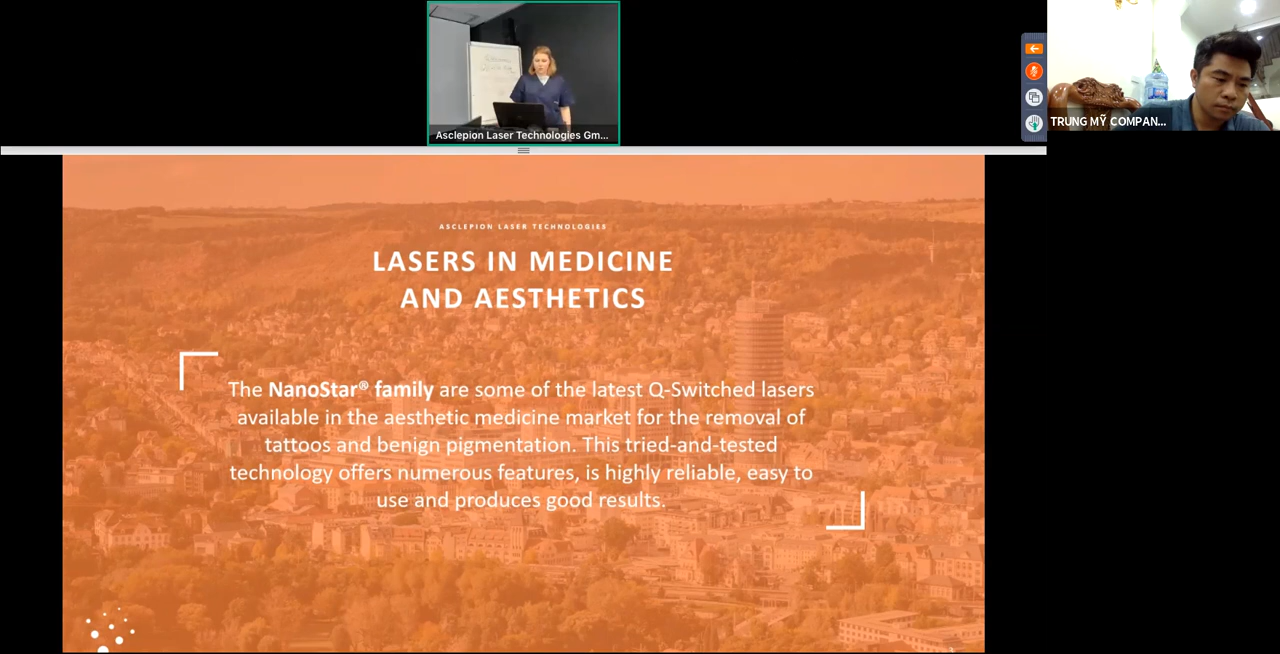 Asclepion Laser Technologies Gm...
TRUNG MỸ COMPAN...
ASCLEPION LASER TECHNOLOGIES
LASERS IN MEDICINE
AND AESTHETICS
The NanoStar® family are some of the latest Q-Switched lasers
available in the aesthetic medicine market for the removal of
tattoos and benign pigmentation. This tried-and-tested
technology offers numerous features, is highly reliable, easy to
use and produces good results.